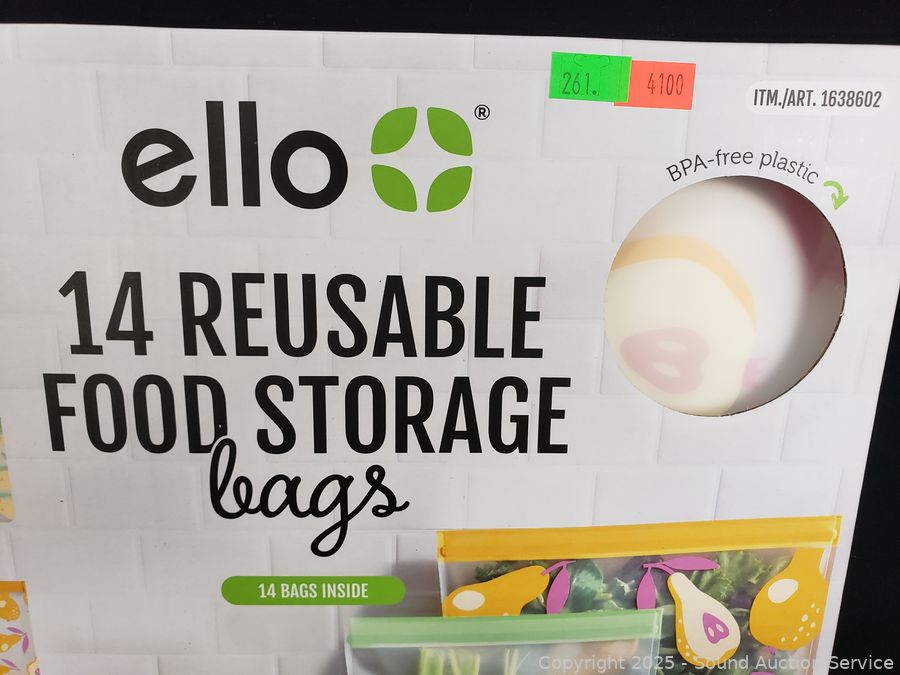 261.
4100
ITM./ART. 1638602
ello®
BPA-free plastic
14 REUSABLE
FOOD STORAGE
bags
14 BAGS INSIDE
Copyright 2025 - Sound Auction Service